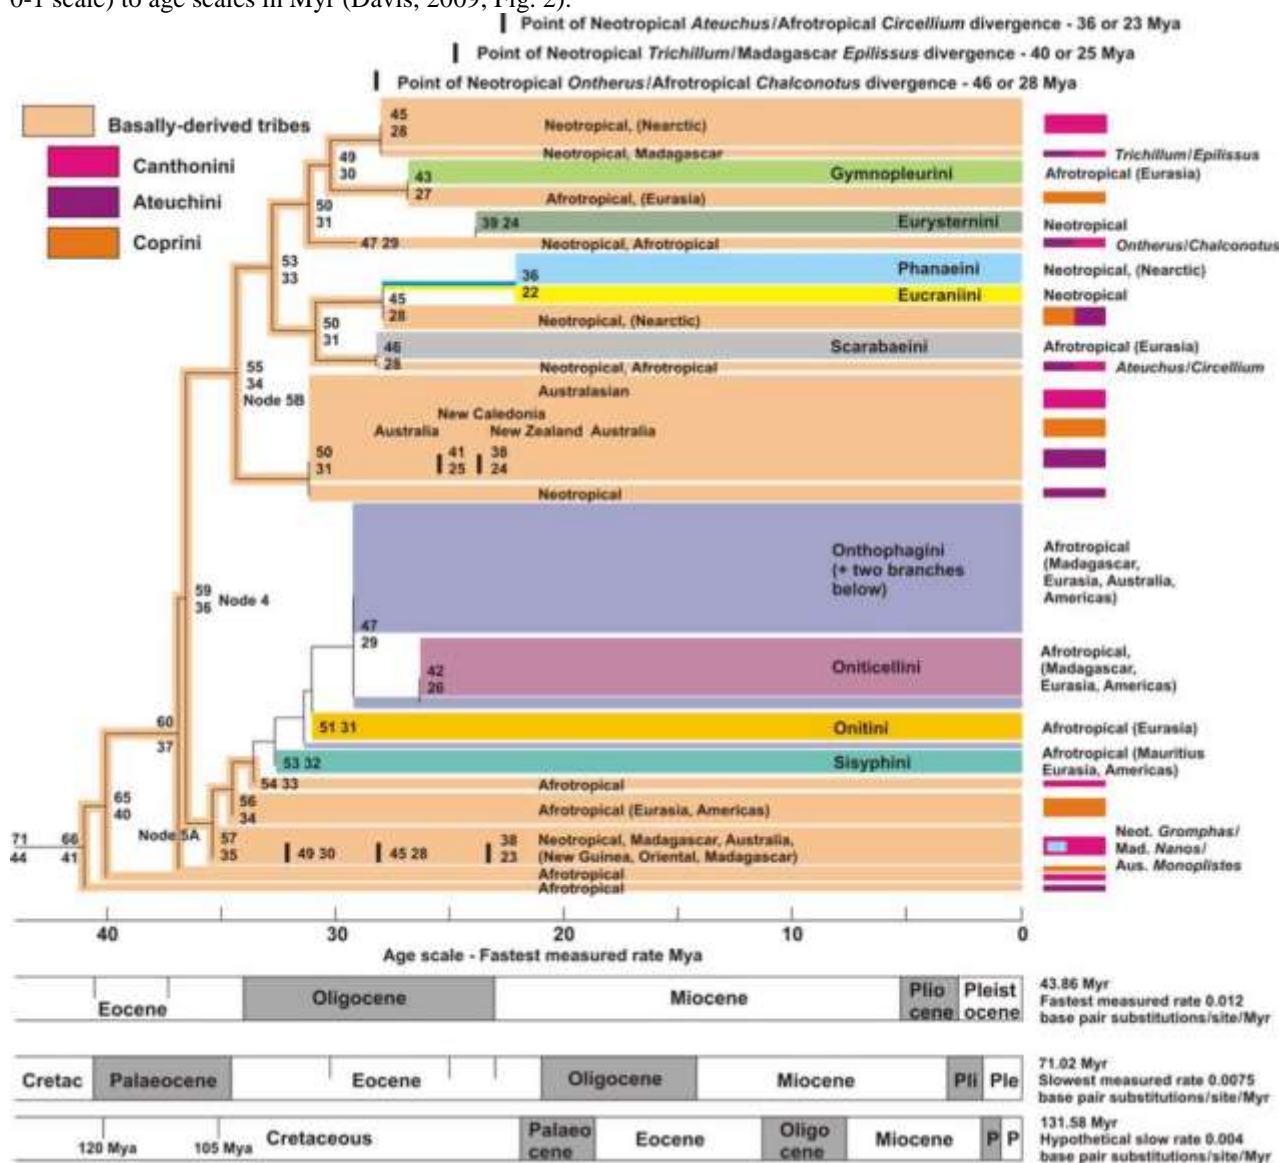 0-1 scale) to age scales in Myr (Davis, 2009, Fig. 2).
Point of Neotropical Ateuchus/Afrotropical Circellium divergence - 36 or 23 Mya
Point of Neotropical Trichillum/Madagascar Epilissus divergence - 40 or 25 Mya
Point of Neotropical Ontherus/Afrotropical Chalconotus divergence - 46 or 28 Mya
Basally-derived tribes
Canthonini
Ateuchini
Coprini
45
28
Neotropical, (Nearctic)
Neotropical, Madagascar
Trichillum/Epilissus
49
30
43
27
Gymnopleurini
Afrotropical (Eurasia)
Afrotropical, (Eurasia)
50
31
39 24
Eurysternini
Neotropical
47 29
Neotropical, Afrotropical
Ontherus/Chalconotus
53
33
36
22
Phanaeini
Neotropical, (Nearctic)
Eucraniini
Neotropical
45
28
Neotropical, (Nearctic)
50
31
46
28
Scarabaeini
Afrotropical (Eurasia)
Neotropical, Afrotropical
Ateuchus/Circellium
55
34
Node 5B
Australasian
New Caledonia
Australia
New Zealand Australia
50
31
41
25
38
24
Neotropical
Onthophagini
(+ two branches
below)
Afrotropical
(Madagascar,
Eurasia, Australia,
Americas)
59
36
Node 4
47
29
42
26
Oniticellini
Afrotropical,
(Madagascar,
Eurasia, Americas)
60
37
51 31
Onitini
Afrotropical (Eurasia)
53 32
Sisyphini
Afrotropical (Mauritius
Eurasia, Americas)
54 33
Afrotropical
65
40
56
34
Afrotropical (Eurasia, Americas)
71
44
66
41
Node 5A
57
35
49 30
45 28
38
23
Neotropical, Madagascar, Australia,
(New Guinea, Oriental, Madagascar)
Neot. Gromphas/
Mad. Nanos/
Aus. Monoplistes
Afrotropical
Afrotropical
40 30 20 10 0
Age scale - Fastest measured rate Mya
Eocene Oligocene Miocene Plio
cene Pleist
ocene
43.86 Myr
Fastest measured rate 0.012
base pair substitutions/site/Myr
Cretac Palaeocene Eocene Oligocene Miocene Pli Ple
71.02 Myr
Slowest measured rate 0.0075
base pair substitutions/site/Myr
120 Mya 105 Mya Cretaceous Palaeo
cene Eocene Oligo
cene Miocene P P
131.58 Myr
Hypothetical slow rate 0.004
base pair substitutions/site/Myr